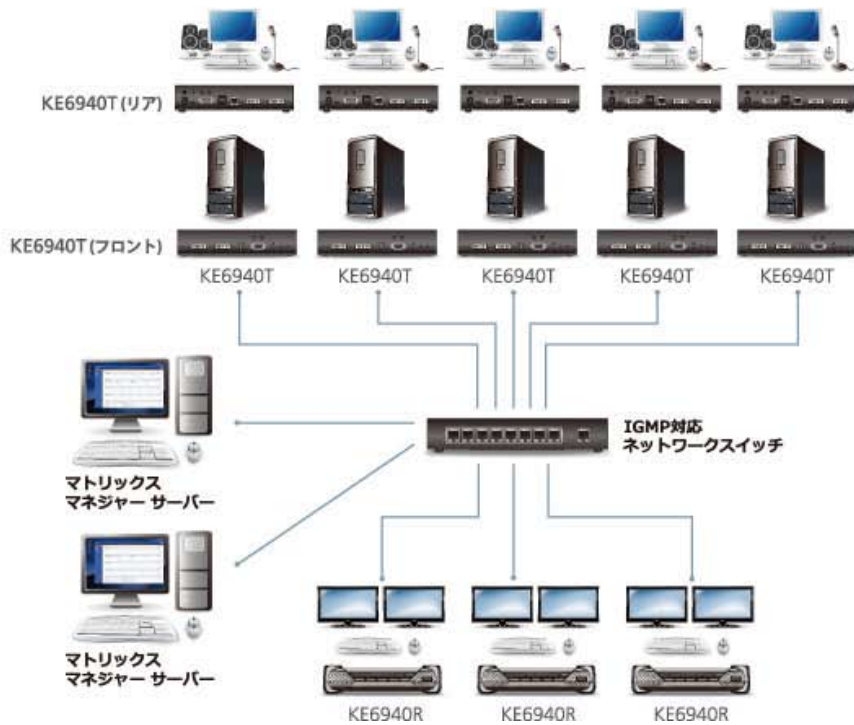 KE6940T (リア)
KE6940T (フロント)
KE6940T
KE6940T
KE6940T
KE6940T
KE6940T
IGMP対応
ネットワークスイッチ
マトリックス
マネジャー サーバー
マトリックス
マネジャー サーバー
KE6940R
KE6940R
KE6940R